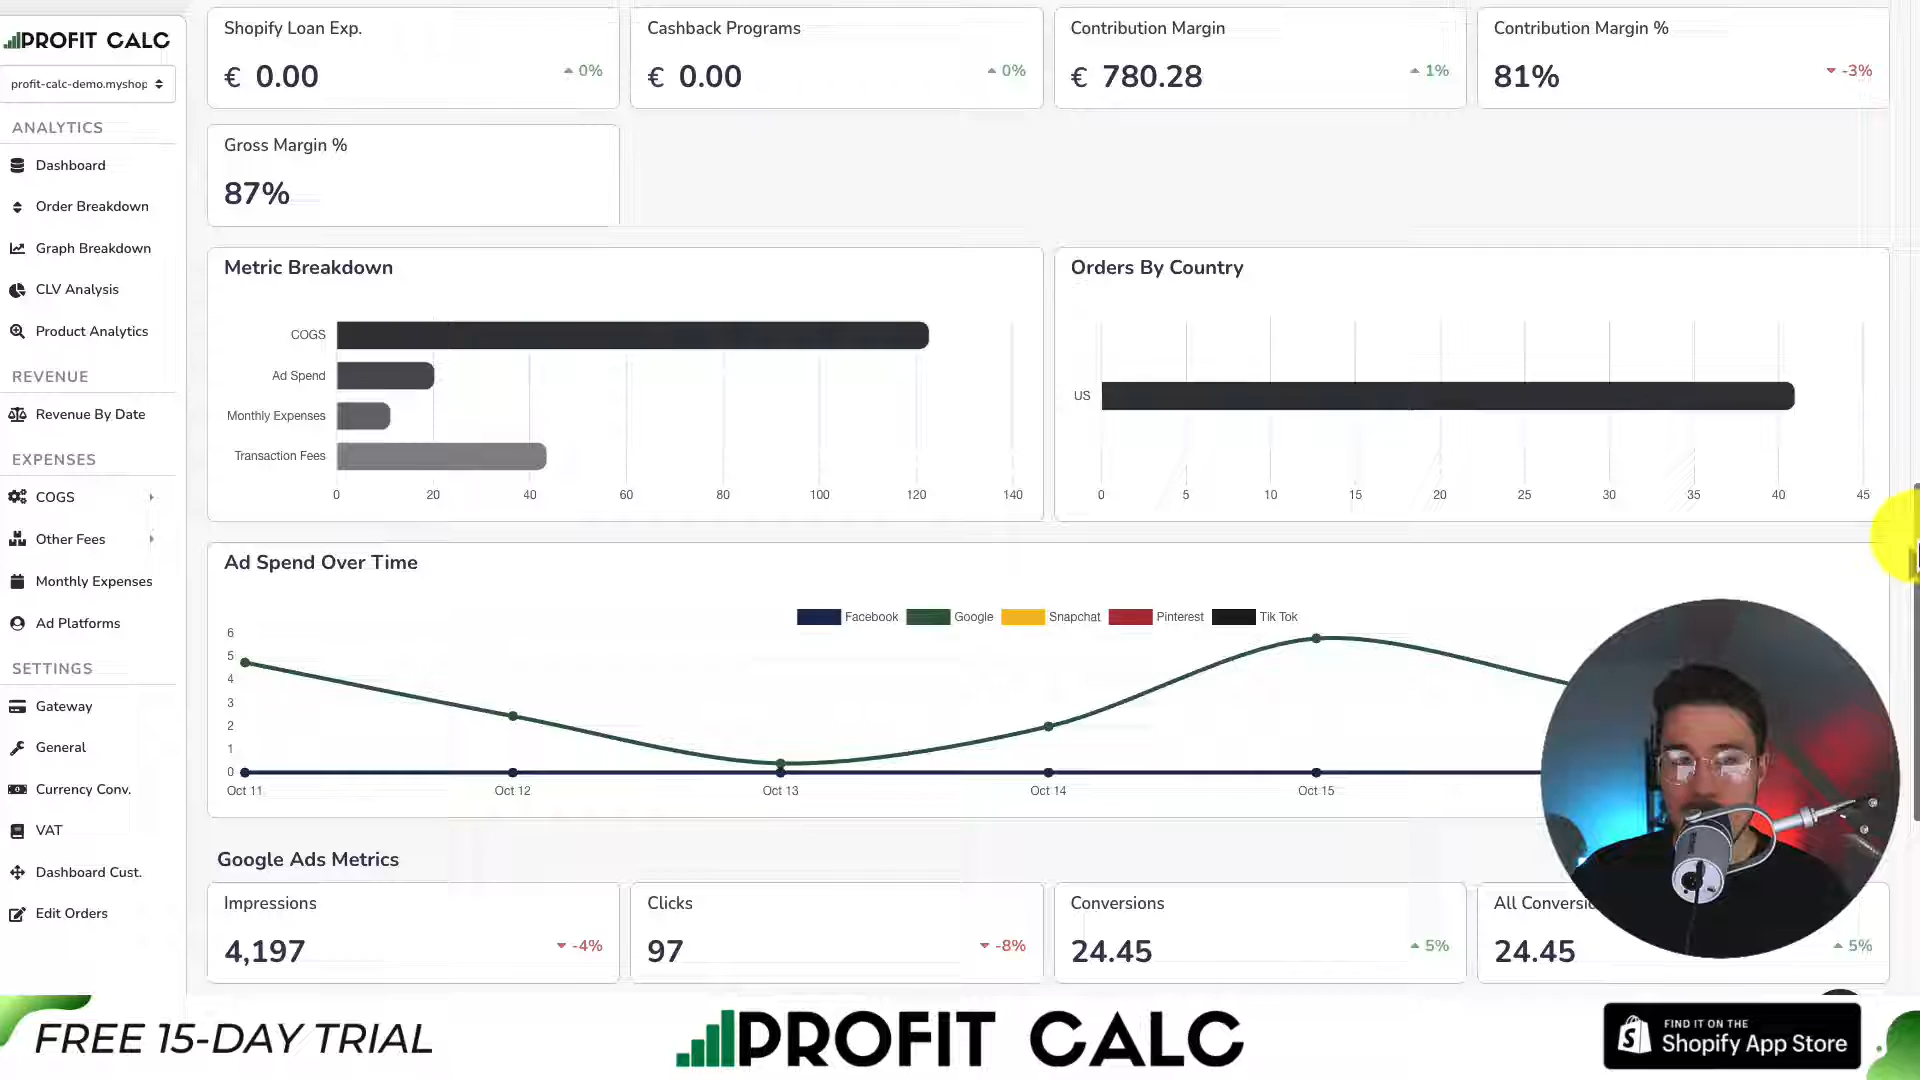 PROFIT CALC
profit-calc-demo.myshop
ANALYTICS
Dashboard
Order Breakdown
Graph Breakdown
CLV Analysis
Product Analytics
REVENUE
Revenue By Date
EXPENSES
COGS
Other Fees
Monthly Expenses
Ad Platforms
SETTINGS
Gateway
General
Currency Conv.
VAT
Dashboard Cust.
Edit Orders
Shopify Loan Exp.
€ 0.00
0%
Cashback Programs
€ 0.00
0%
Contribution Margin
€ 780.28
1%
Contribution Margin %
81%
-3%
Gross Margin %
87%
Metric Breakdown
COGS
Ad Spend
Monthly Expenses
Transaction Fees
0 20 40 60 80 100 120 140
Orders By Country
US
0 5 10 15 20 25 30 35 40 45
Ad Spend Over Time
Facebook Google Snapchat Pinterest Tik Tok
6
5
4
3
2
1
0
Oct 11 Oct 12 Oct 13 Oct 14 Oct 15
Google Ads Metrics
Impressions
4,197
-4%
Clicks
97
-8%
Conversions
24.45
5%
All Conversi
24.45
5%
FREE 15-DAY TRIAL
PROFIT CALC
FIND IT ON THE
Shopify App Store